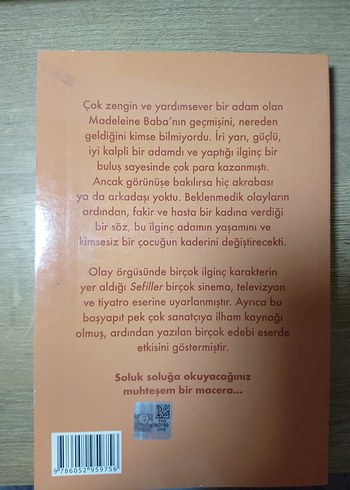 Çok zengin ve yardımsever bir adam olan
Madeleine Baba'nın geçmişini, nereden
geldiğini kimse bilmiyordu. İri yarı, güçlü,
iyi kalpli bir adamdı ve yaptığı ilginç bir
buluş sayesinde çok para kazanmıştı.
Ancak görünüşe bakılırsa hiç akrabası
ya da arkadaşı yoktu. Beklenmedik olayların
ardından, fakir ve hasta bir kadına verdiği
bir söz, bu ilginç adamın yaşamını ve
kimsesiz bir çocuğun kaderini değiştirecekti.
Olay örgüsünde birçok ilginç karakterin
yer aldığı Sefiller birçok sinema, televizyon
ve tiyatro eserine uyarlanmıştır. Ayrıca bu
başyapıt pek çok sanatçıya ilham kaynağı
olmuş, ardından yazılan birçok edebi eserde
etkisini göstermiştir.
Soluk soluğa okuyacağınız
muhteşem bir macera...
9786052959756